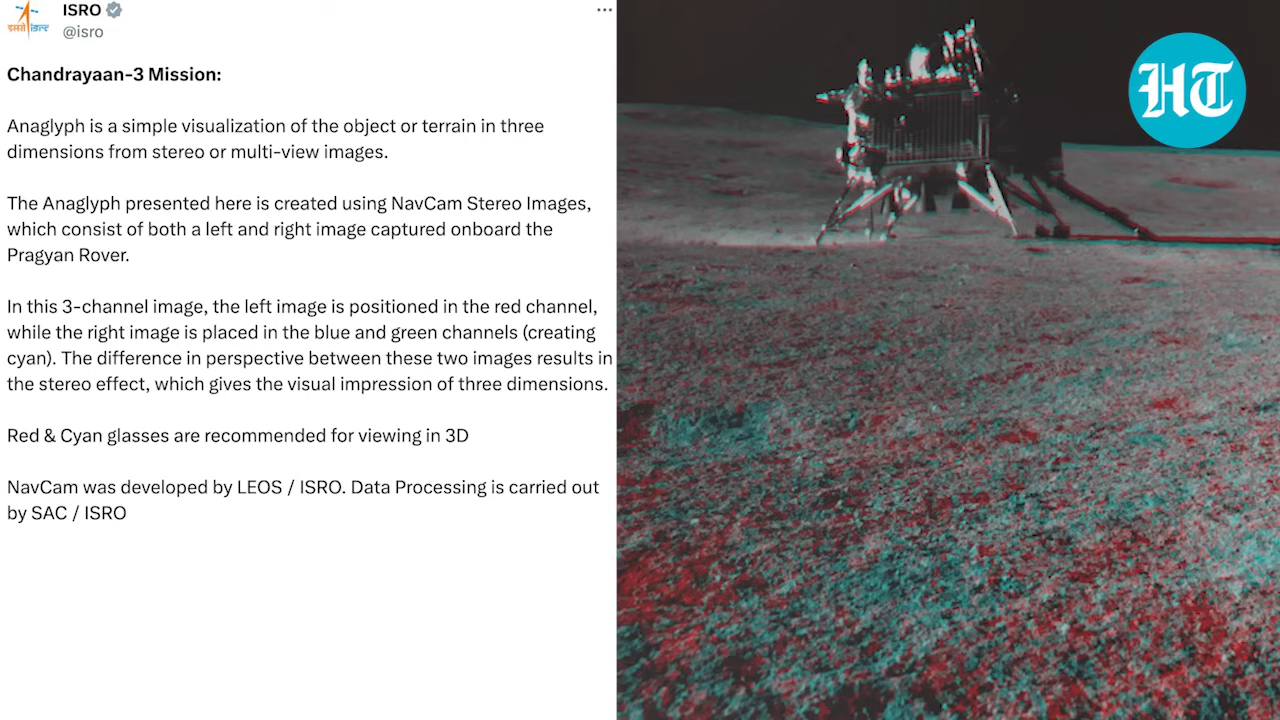 ISRO
@isro
Chandrayaan-3 Mission:
Anaglyph is a simple visualization of the object or terrain in three
dimensions from stereo or multi-view images.
The Anaglyph presented here is created using NavCam Stereo Images,
which consist of both a left and right image captured onboard the
Pragyan Rover.
In this 3-channel image, the left image is positioned in the red channel,
while the right image is placed in the blue and green channels (creating
cyan). The difference in perspective between these two images results in
the stereo effect, which gives the visual impression of three dimensions.
Red & Cyan glasses are recommended for viewing in 3D
NavCam was developed by LEOS / ISRO. Data Processing is carried out
by SAC / ISRO
HT
इसरो isro